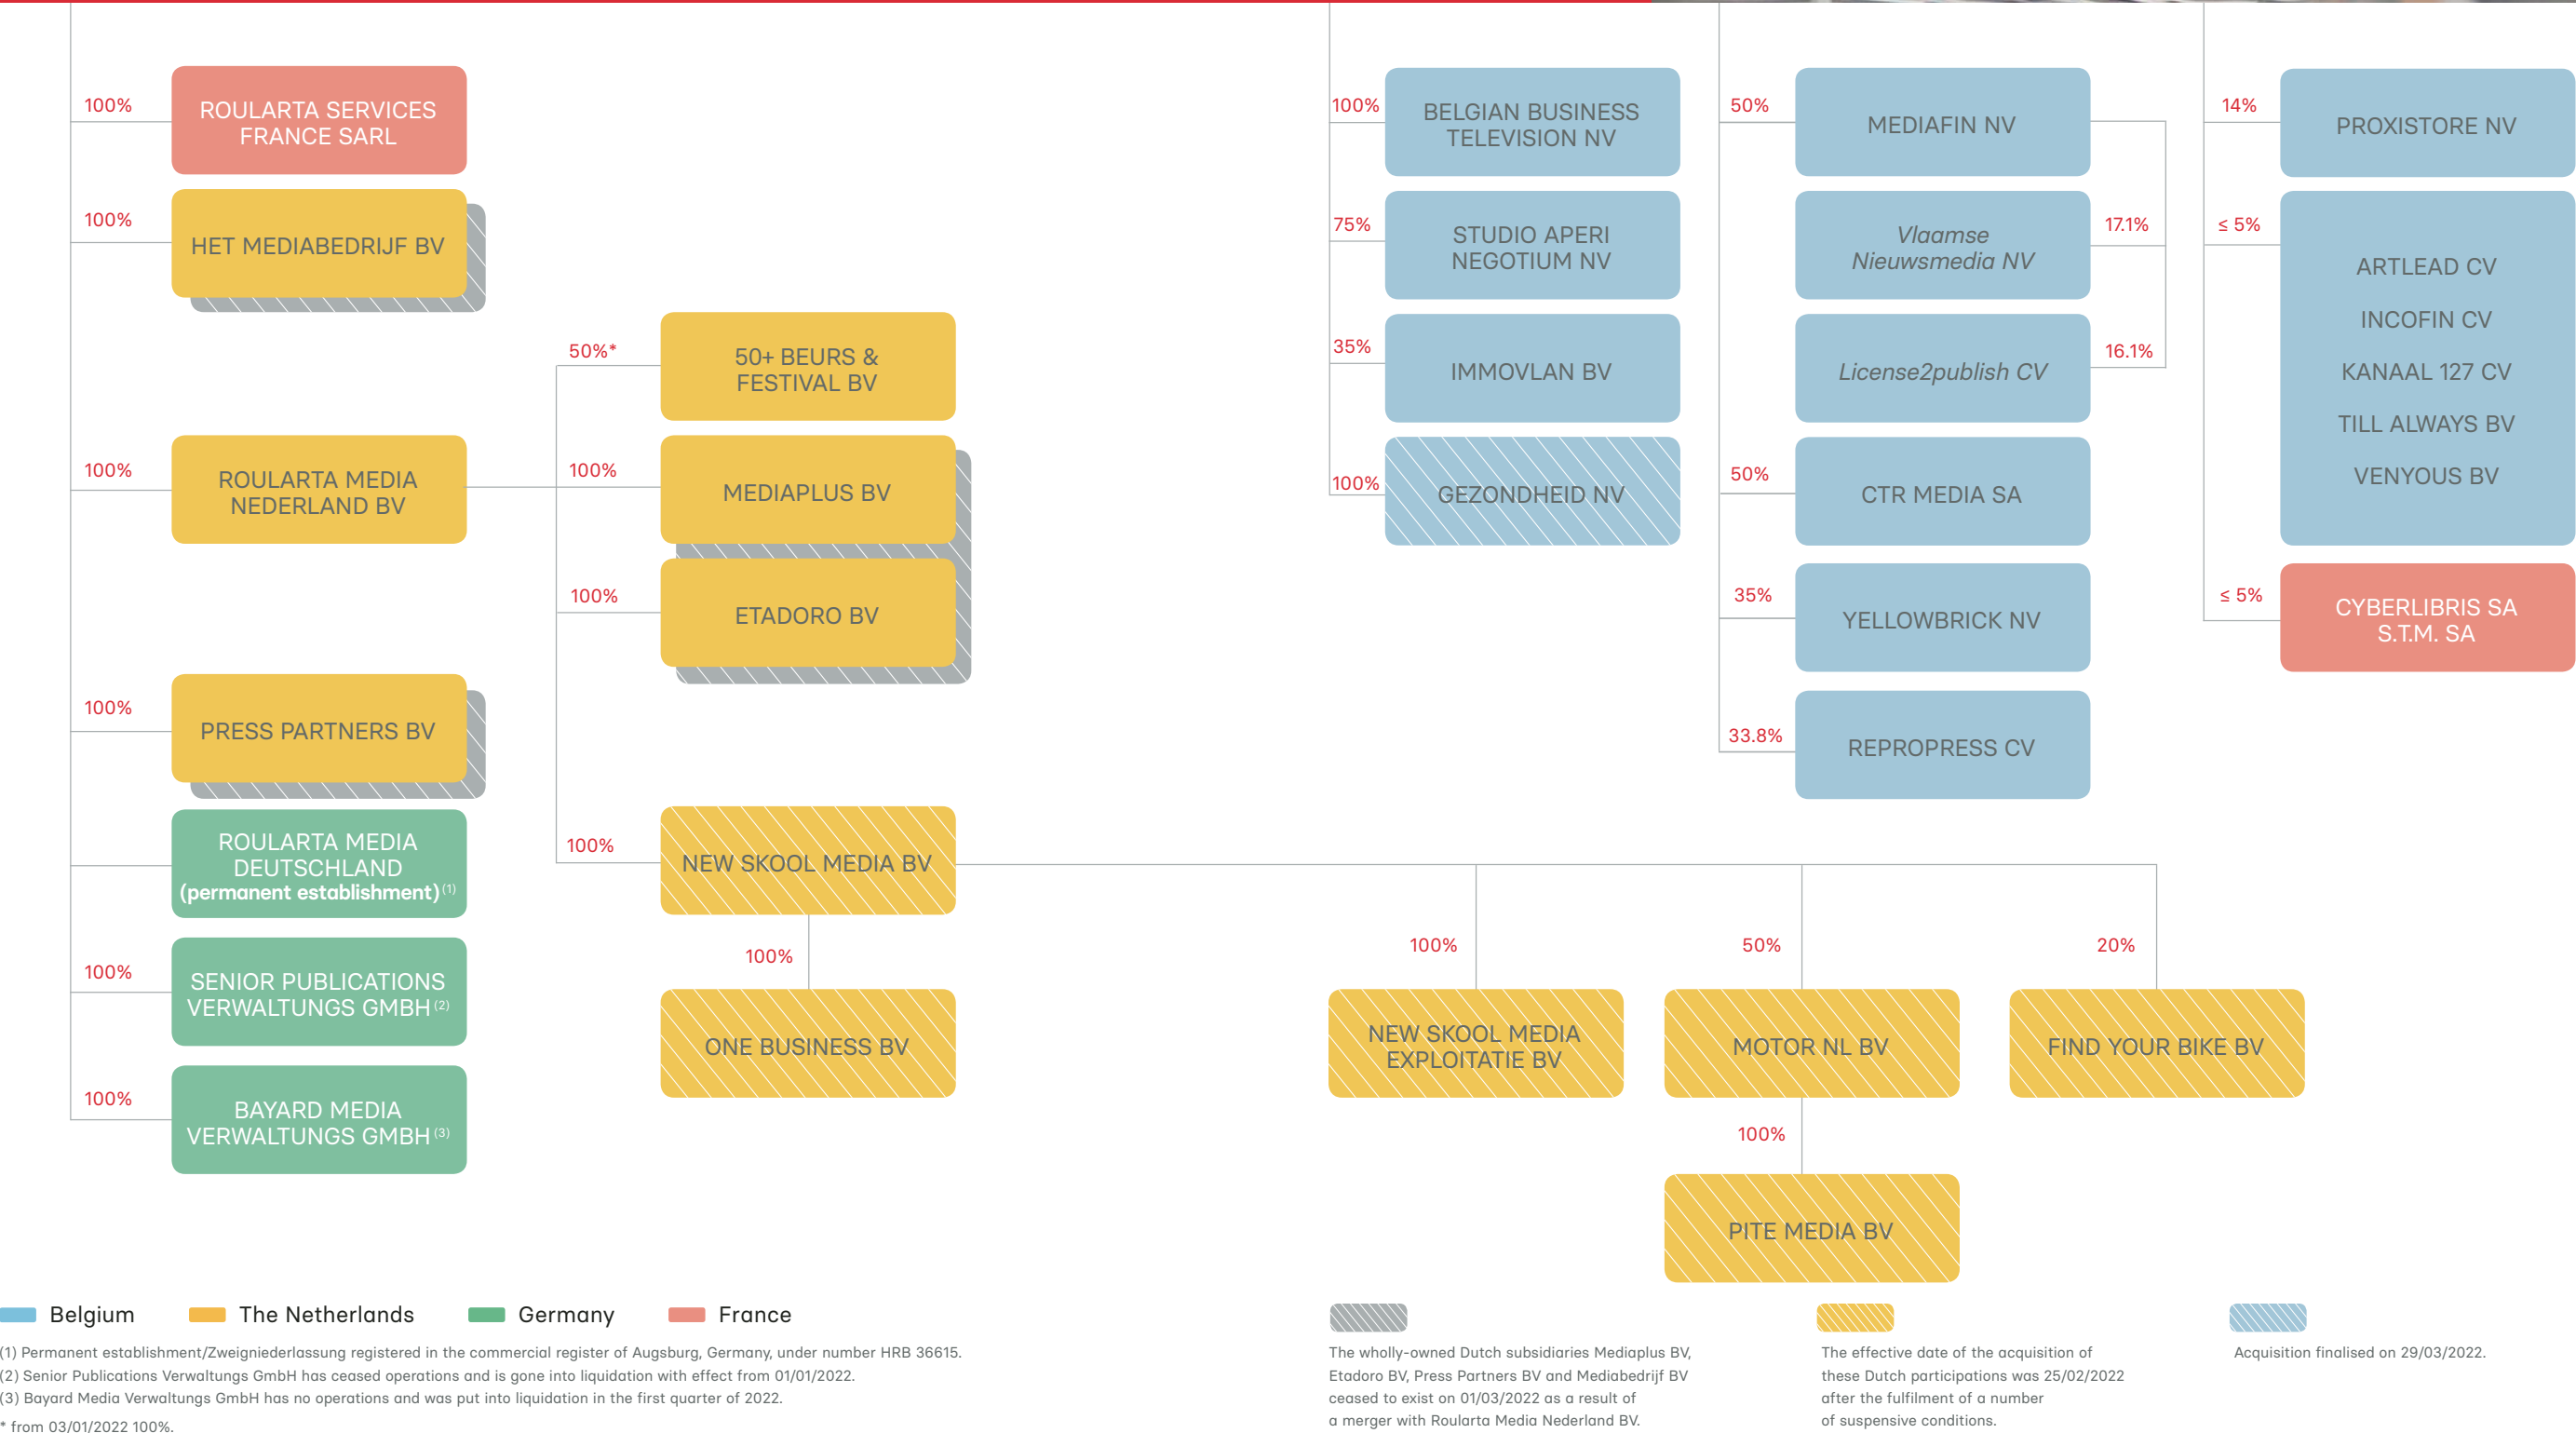 100%
ROULARTA SERVICES
FRANCE SARL
100%
HET MEDIABEDRIJF BV
100%
ROULARTA MEDIA
NEDERLAND BV
100%
PRESS PARTNERS BV
ROULARTA MEDIA
DEUTSCHLAND
(permanent establishment)(1)
100%
SENIOR PUBLICATIONS
VERWALTUNGS GMBH(2)
100%
BAYARD MEDIA
VERWALTUNGS GMBH(3)
50%*
50+ BEURS &
FESTIVAL BV
100%
MEDIAPLUS BV
100%
ETADORO BV
100%
NEW SKOOL MEDIA BV
100%
ONE BUSINESS BV
100%
BELGIAN BUSINESS
TELEVISION NV
75%
STUDIO APERI
NEGOTIUM NV
35%
IMMOVLAN BV
100%
GEZONDHEID NV
50%
MEDIAFIN NV
Vlaamse
Nieuwsmedia NV
17.1%
License2publish CV
16.1%
50%
CTR MEDIA SA
35%
YELLOWBRICK NV
33.8%
REPROPRESS CV
14%
PROXISTORE NV
≤ 5%
ARTLEAD CV
INCOFIN CV
KANAAL 127 CV
TILL ALWAYS BV
VENYOUS BV
≤ 5%
CYBERLIBRIS SA
S.T.M. SA
100%
NEW SKOOL MEDIA
EXPLOITATIE BV
50%
MOTOR NL BV
20%
FIND YOUR BIKE BV
100%
PITE MEDIA BV
Belgium
The Netherlands
Germany
France
(1) Permanent establishment/Zweigniederlassung registered in the commercial register of Augsburg, Germany, under number HRB 36615.
(2) Senior Publications Verwaltungs GmbH has ceased operations and is gone into liquidation with effect from 01/01/2022.
(3) Bayard Media Verwaltungs GmbH has no operations and was put into liquidation in the first quarter of 2022.
* from 03/01/2022 100%.
The wholly-owned Dutch subsidiaries Mediaplus BV,
Etadoro BV, Press Partners BV and Mediabedrijf BV
ceased to exist on 01/03/2022 as a result of
a merger with Roularta Media Nederland BV.
The effective date of the acquisition of
these Dutch participations was 25/02/2022
after the fulfilment of a number
of suspensive conditions.
Acquisition finalised on 29/03/2022.